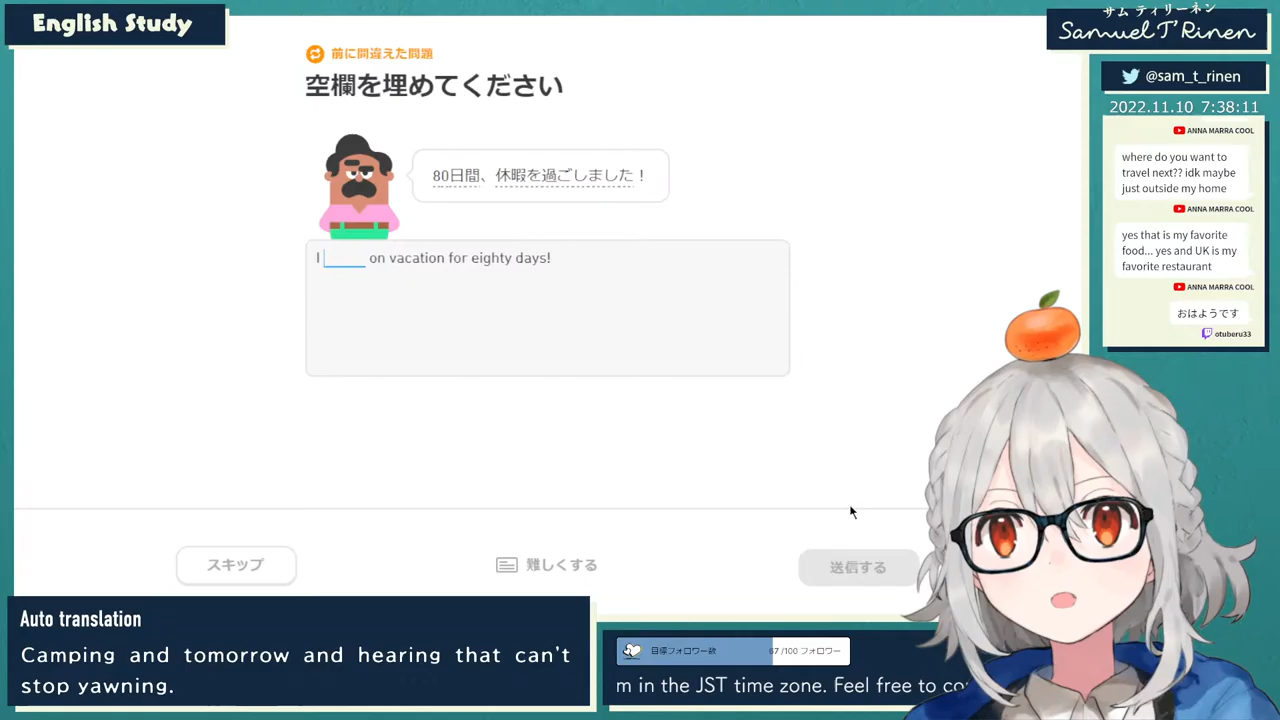 English Study
前に間違えた問題
空欄を埋めてください
80日間、休暇を過ごしました！
I _____ on vacation for eighty days!
スキップ
難しくする
送信する
サム ティリーネン
Samuel T'Rinen
@sam_t_rinen
2022.11.10 7:38:11
ANNA MARRA COOL
where do you want to
travel next?? idk maybe
just outside my home
ANNA MARRA COOL
yes that is my favorite
food... yes and UK is my
favorite restaurant
ANNA MARRA COOL
おはようです
otuberu33
Auto translation
Camping and tomorrow and hearing that can't
stop yawning.
目標フォロワー数
67 /100 フォロワー
m in the JST time zone. Feel free to co